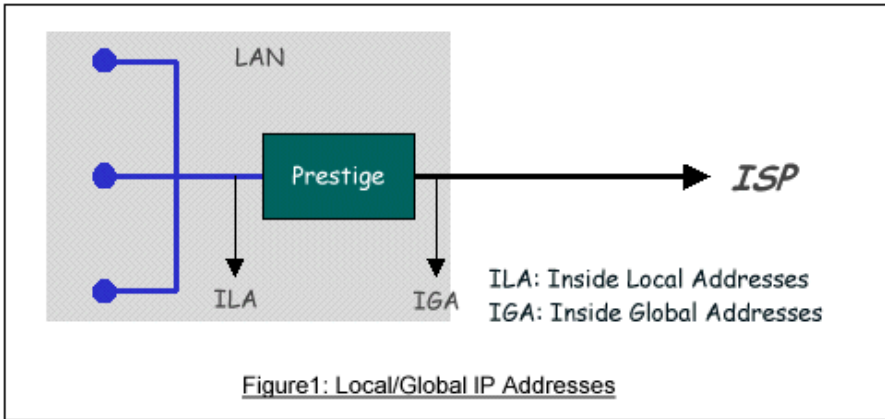 LAN
Prestige
ISP
ILA
IGA
ILA: Inside Local Addresses
IGA: Inside Global Addresses
Figure1: Local/Global IP Addresses